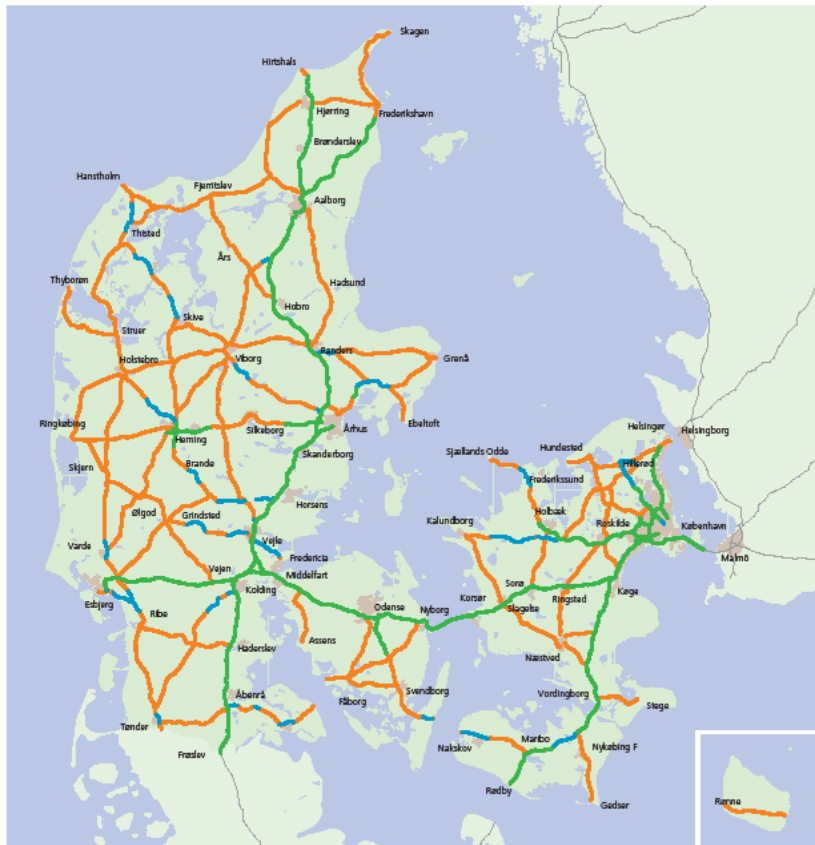 Skagen
Hirtshals
Hjørring
Frederikshavn
Brønderslev
Hanstholm
Fjerritslev
Aalborg
Thisted
Års
Thyborøn
Hadsund
Hobro
Skive
Struer
Randers
Holstebro
Viborg
Grenå
Ringkøbing
Herning
Silkeborg
Århus
Ebeltoft
Helsingør
Helsingborg
Skanderborg
Sjællands Odde
Hundested
Skjern
Brande
Hillerød
Frederikssund
Horsens
Ølgod
Grindsted
Holbæk
Kalundborg
Roskilde
København
Varde
Vejle
Fredericia
Malmö
Vejen
Middelfart
Sorø
Kolding
Køge
Esbjerg
Odense
Nyborg
Korsør
Ringsted
Slagelse
Ribe
Assens
Haderslev
Næstved
Åbenrå
Svendborg
Vordingborg
Fåborg
Stege
Tønder
Maribo
Nakskov
Nykøbing F
Frøslev
Rødby
Gedser
Rønne